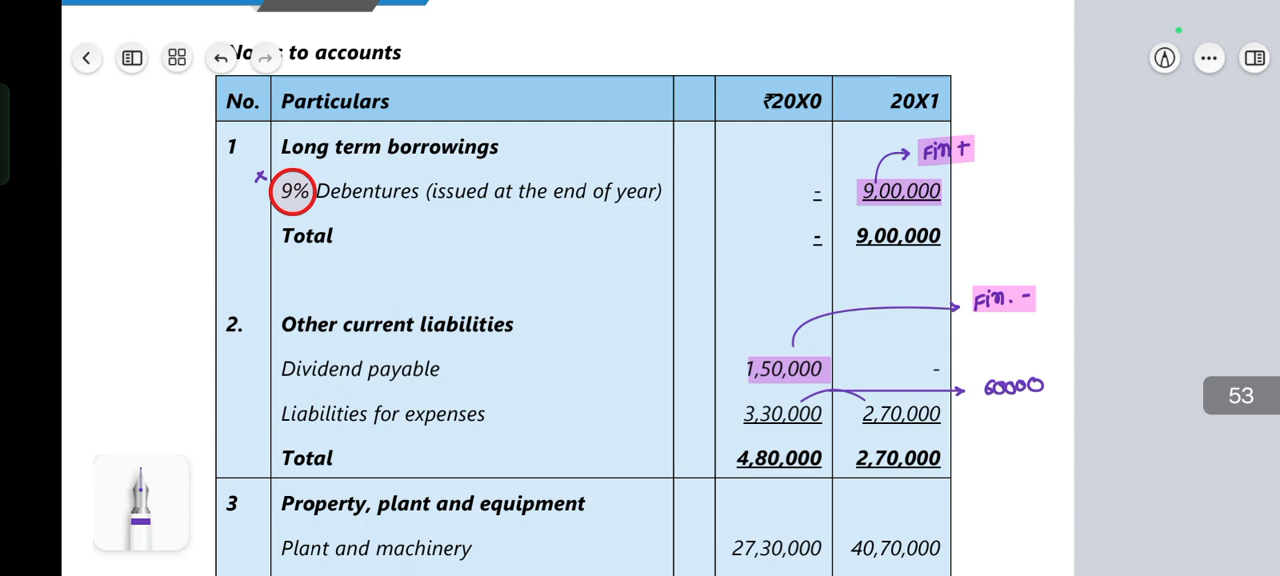 to accounts
No. Particulars ₹20X0 20X1
1 Long term borrowings
Fin +
x 9% Debentures (issued at the end of year) - 9,00,000
Total - 9,00,000
Fin. -
2. Other current liabilities
Dividend payable 1,50,000 -
60000
Liabilities for expenses 3,30,000 2,70,000
53
Total 4,80,000 2,70,000
3 Property, plant and equipment
Plant and machinery 27,30,000 40,70,000